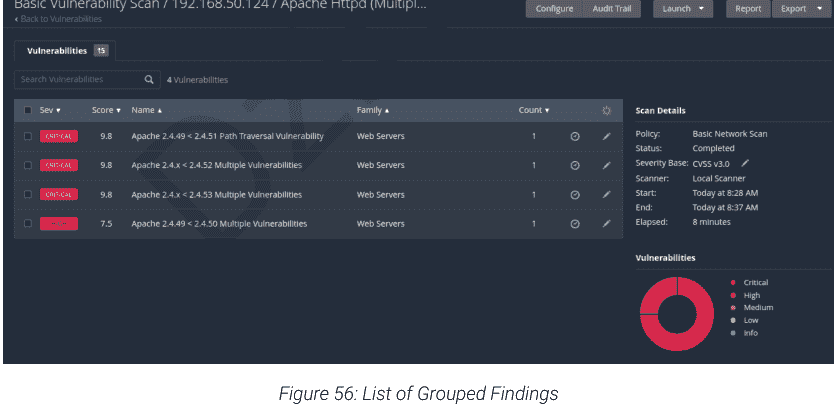 Basic Vulnerability Scan / 192.168.50.124 / Apache Httpd (Multipl...
Configure Audit Trail Launch Report Export
Back to Vulnerabilities
Vulnerabilities 15
Search Vulnerabilities 4 Vulnerabilities
Sev Score Name Family Count
CRITICAL 9.8 Apache 2.4.49 < 2.4.51 Path Traversal Vulnerability Web Servers 1
CRITICAL 9.8 Apache 2.4.x < 2.4.52 Multiple Vulnerabilities Web Servers 1
CRITICAL 9.8 Apache 2.4.x < 2.4.53 Multiple Vulnerabilities Web Servers 1
7.5 Apache 2.4.49 < 2.4.50 Multiple Vulnerabilities Web Servers 1
Scan Details
Policy: Basic Network Scan
Status: Completed
Severity Base: CVSS v3.0
Scanner: Local Scanner
Start: Today at 8:28 AM
End: Today at 8:37 AM
Elapsed: 8 minutes
Vulnerabilities
Critical
High
Medium
Low
Info
Figure 56: List of Grouped Findings